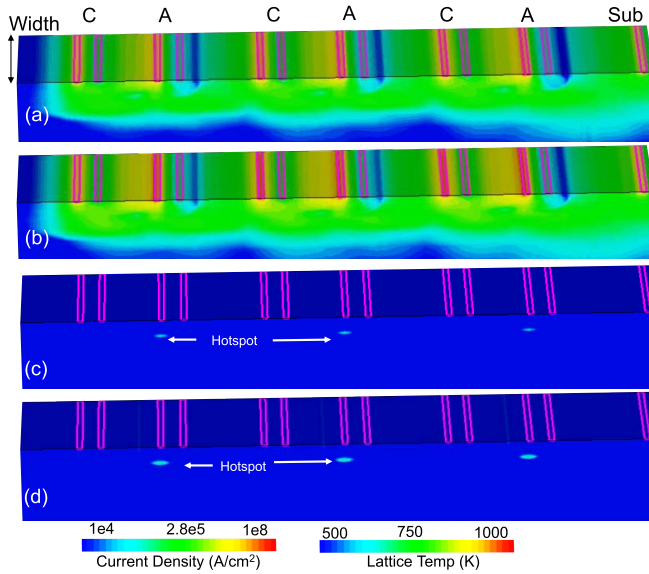 Width C A C A C A Sub
(a)
(b)
Hotspot
(c)
Hotspot
(d)
1e4 2.8e5 1e8 500 750 1000
Current Density (A/cm²) Lattice Temp (K)